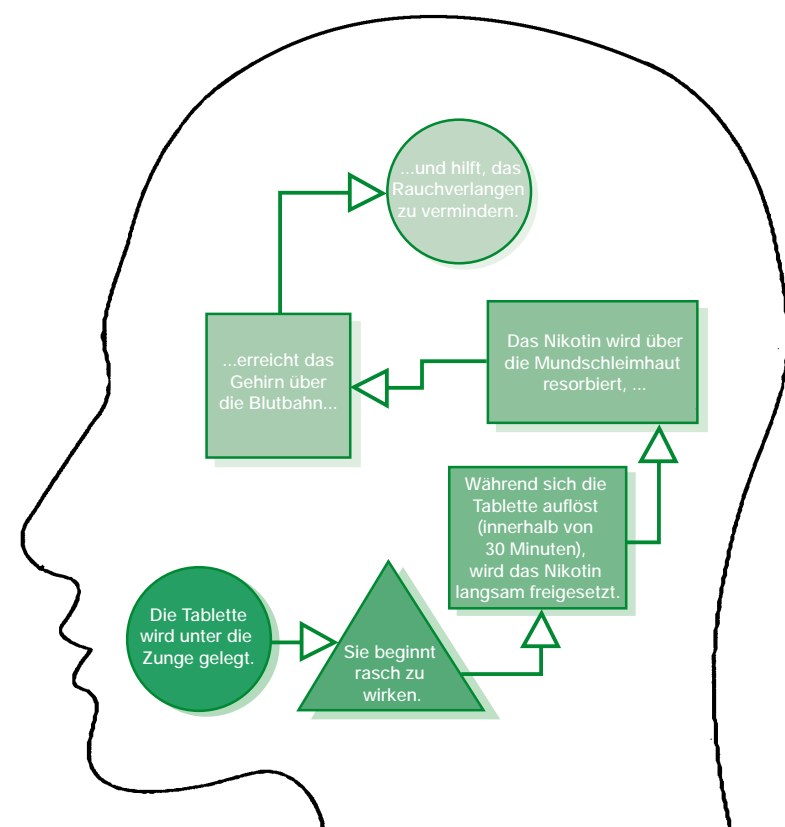 Die Tablette
wird unter die
Zunge gelegt.
Sie beginnt
rasch zu
wirken.
Während sich die
Tablette auflöst
(innerhalb von
30 Minuten),
wird das Nikotin
langsam freigesetzt.
Das Nikotin wird über
die Mundschleimhaut
resorbiert, ...
...erreicht das
Gehirn über
die Blutbahn...
...und hilft, das
Rauchverlangen
zu vermindern.